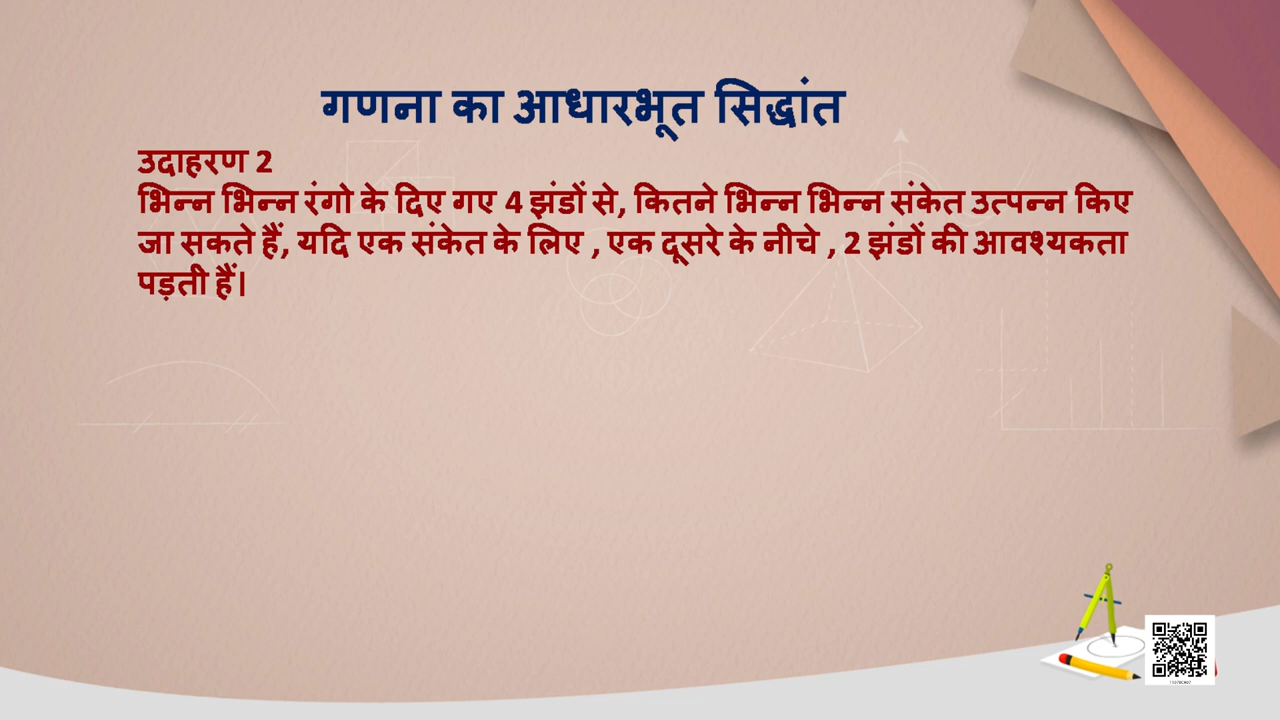 गणना का आधारभूत सिद्धांत
उदाहरण 2
भिन्न भिन्न रंगो के दिए गए 4 झंडों से, कितने भिन्न भिन्न संकेत उत्पन्न किए
जा सकते हैं, यदि एक संकेत के लिए , एक दूसरे के नीचे , 2 झंडों की आवश्यकता
पड़ती हैं।